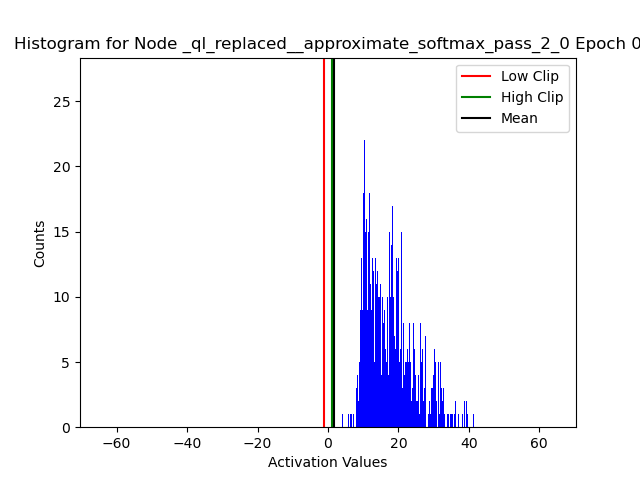 Histogram for Node _ql_replaced__approximate_softmax_pass_2_0 Epoch 0
Low Clip
High Clip
Mean
Counts
25
20
15
10
5
0
−60
−40
−20
0
20
40
60
Activation Values